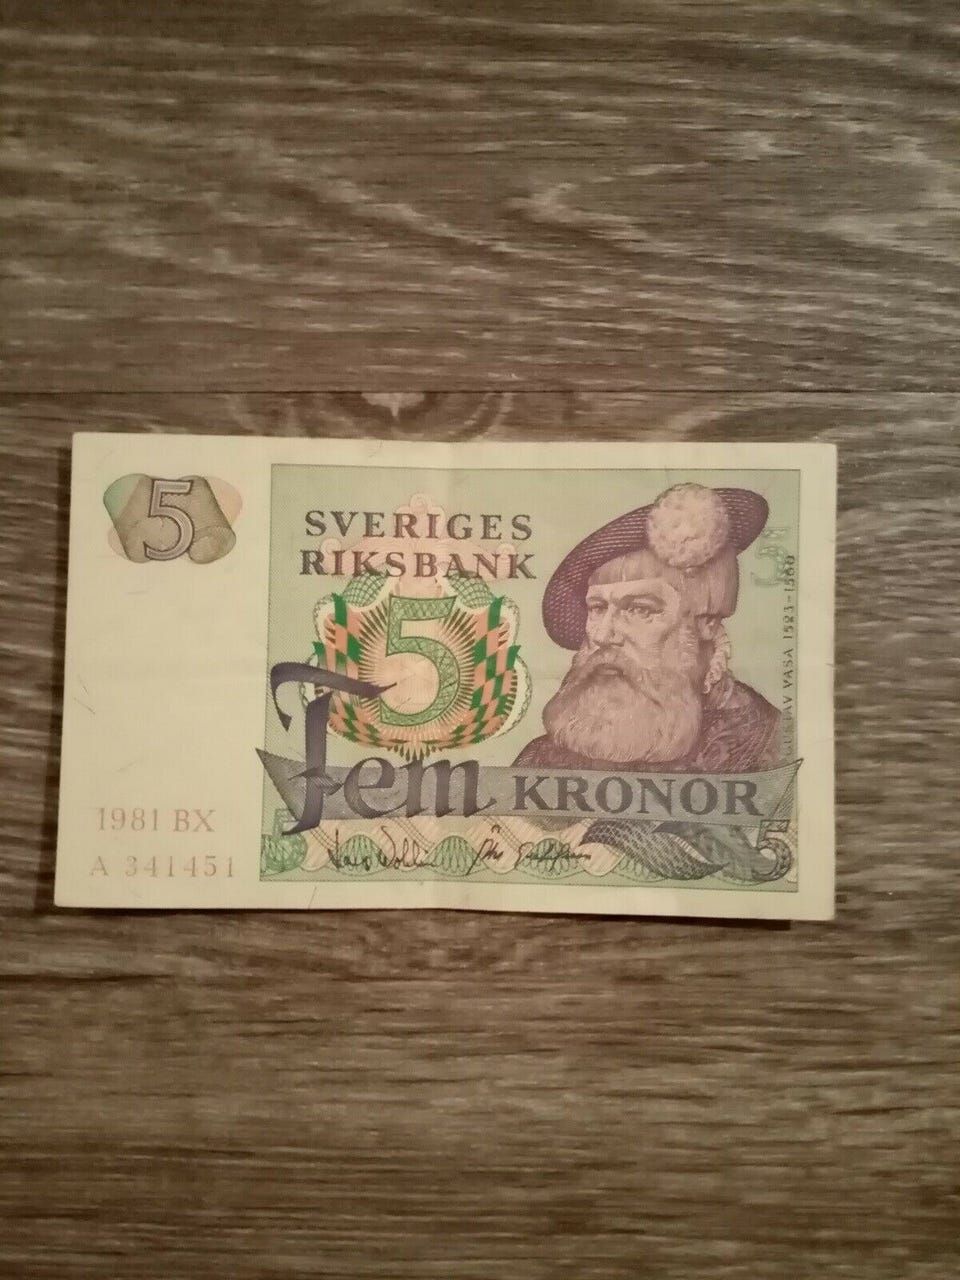 5
SVERIGES
RIKSBANK
5
5
GUSTAV VASA 1523-1560
Fem KRONOR
1981 BX
A 341451
5
5